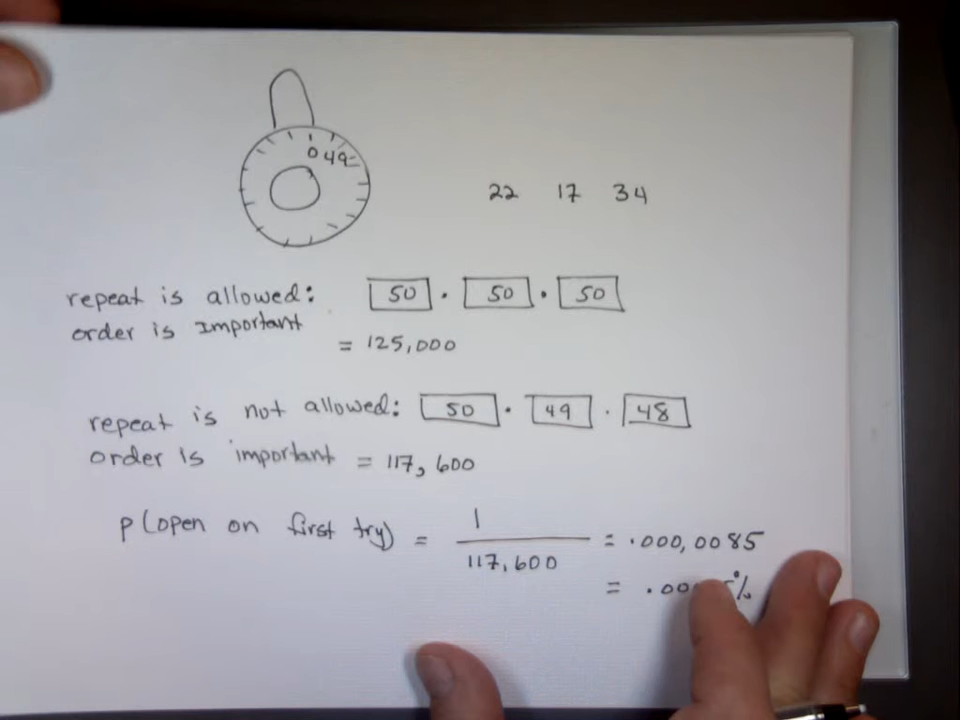 0 49
22 17 34
repeat is allowed: 50 · 50 · 50
order is important
= 125,000
repeat is not allowed: 50 · 49 · 48
order is important = 117,600
P(open on first try) = 1 / 117,600 = .000,0085
= %